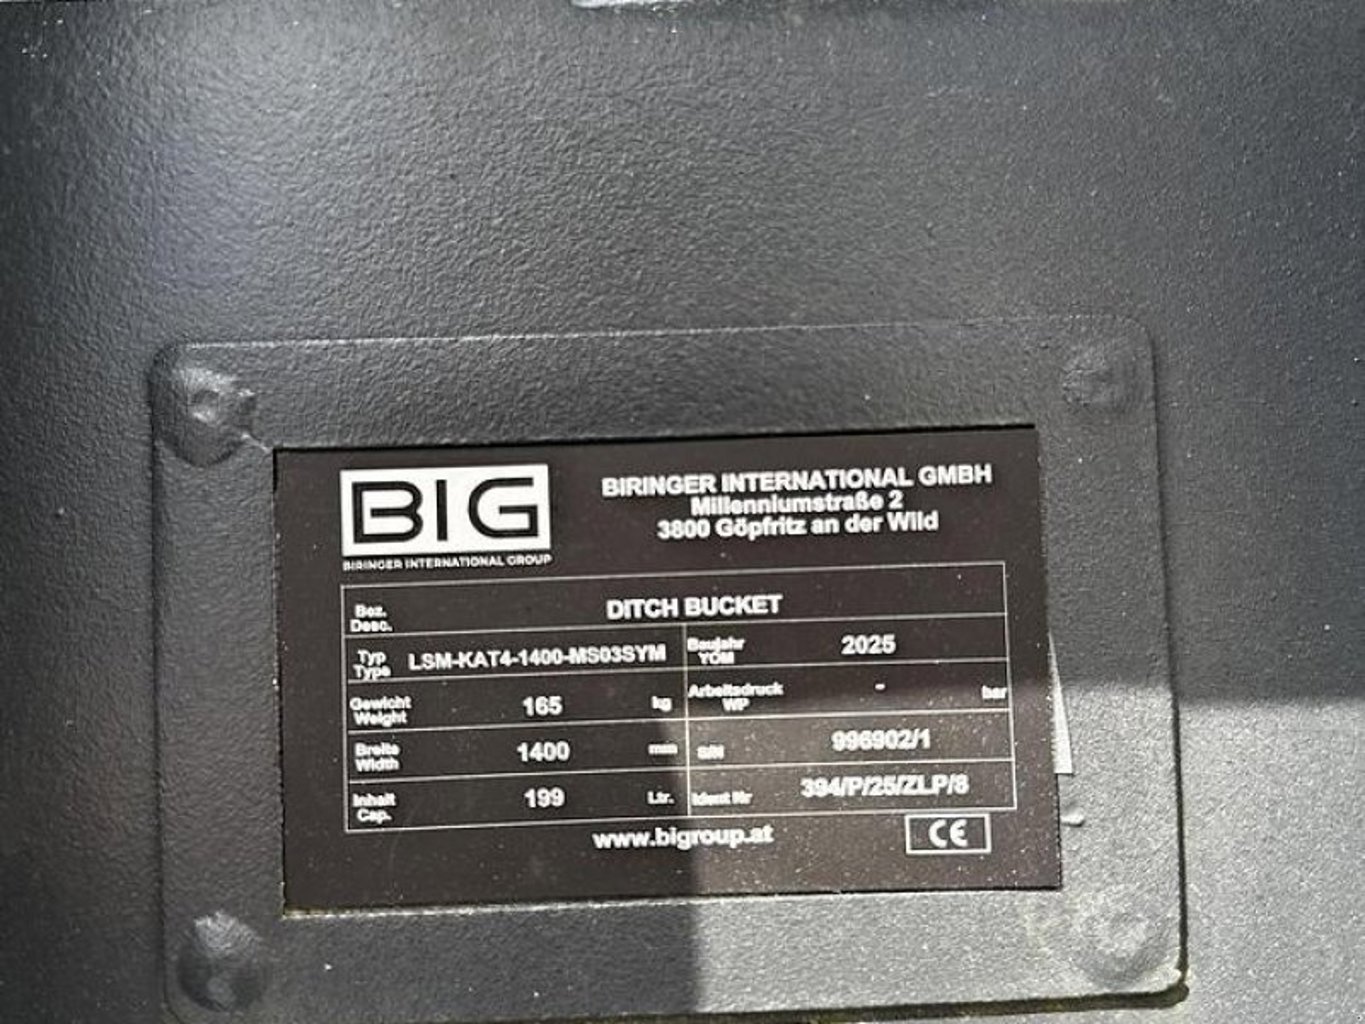 BIG
BIRINGER INTERNATIONAL GROUP
BIRINGER INTERNATIONAL GMBH
Millenniumstraße 2
3800 Göpfritz an der Wild
Bez.
Desc.
DITCH BUCKET
Typ
Type
LSM-KAT4-1400-MS03SYM
Baujahr
YOM
2025
Gewicht
Weight
165 kg
Arbeitsdruck
WP
- bar
Breite
Width
1400 mm
S/N 996902/1
Inhalt
Cap.
199 Ltr.
Ident Nr 394/P/25/ZLP/8
www.bigroup.at
CE